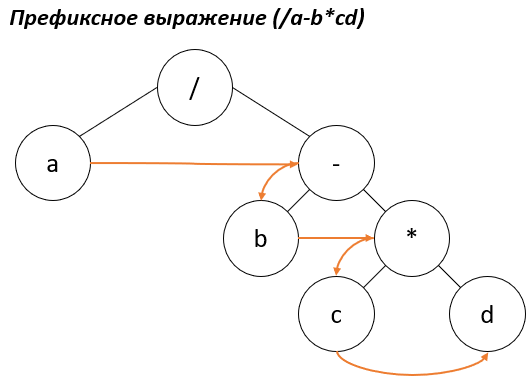 Префиксное выражение (/a-b*cd)
/
a
-
b
*
c
d